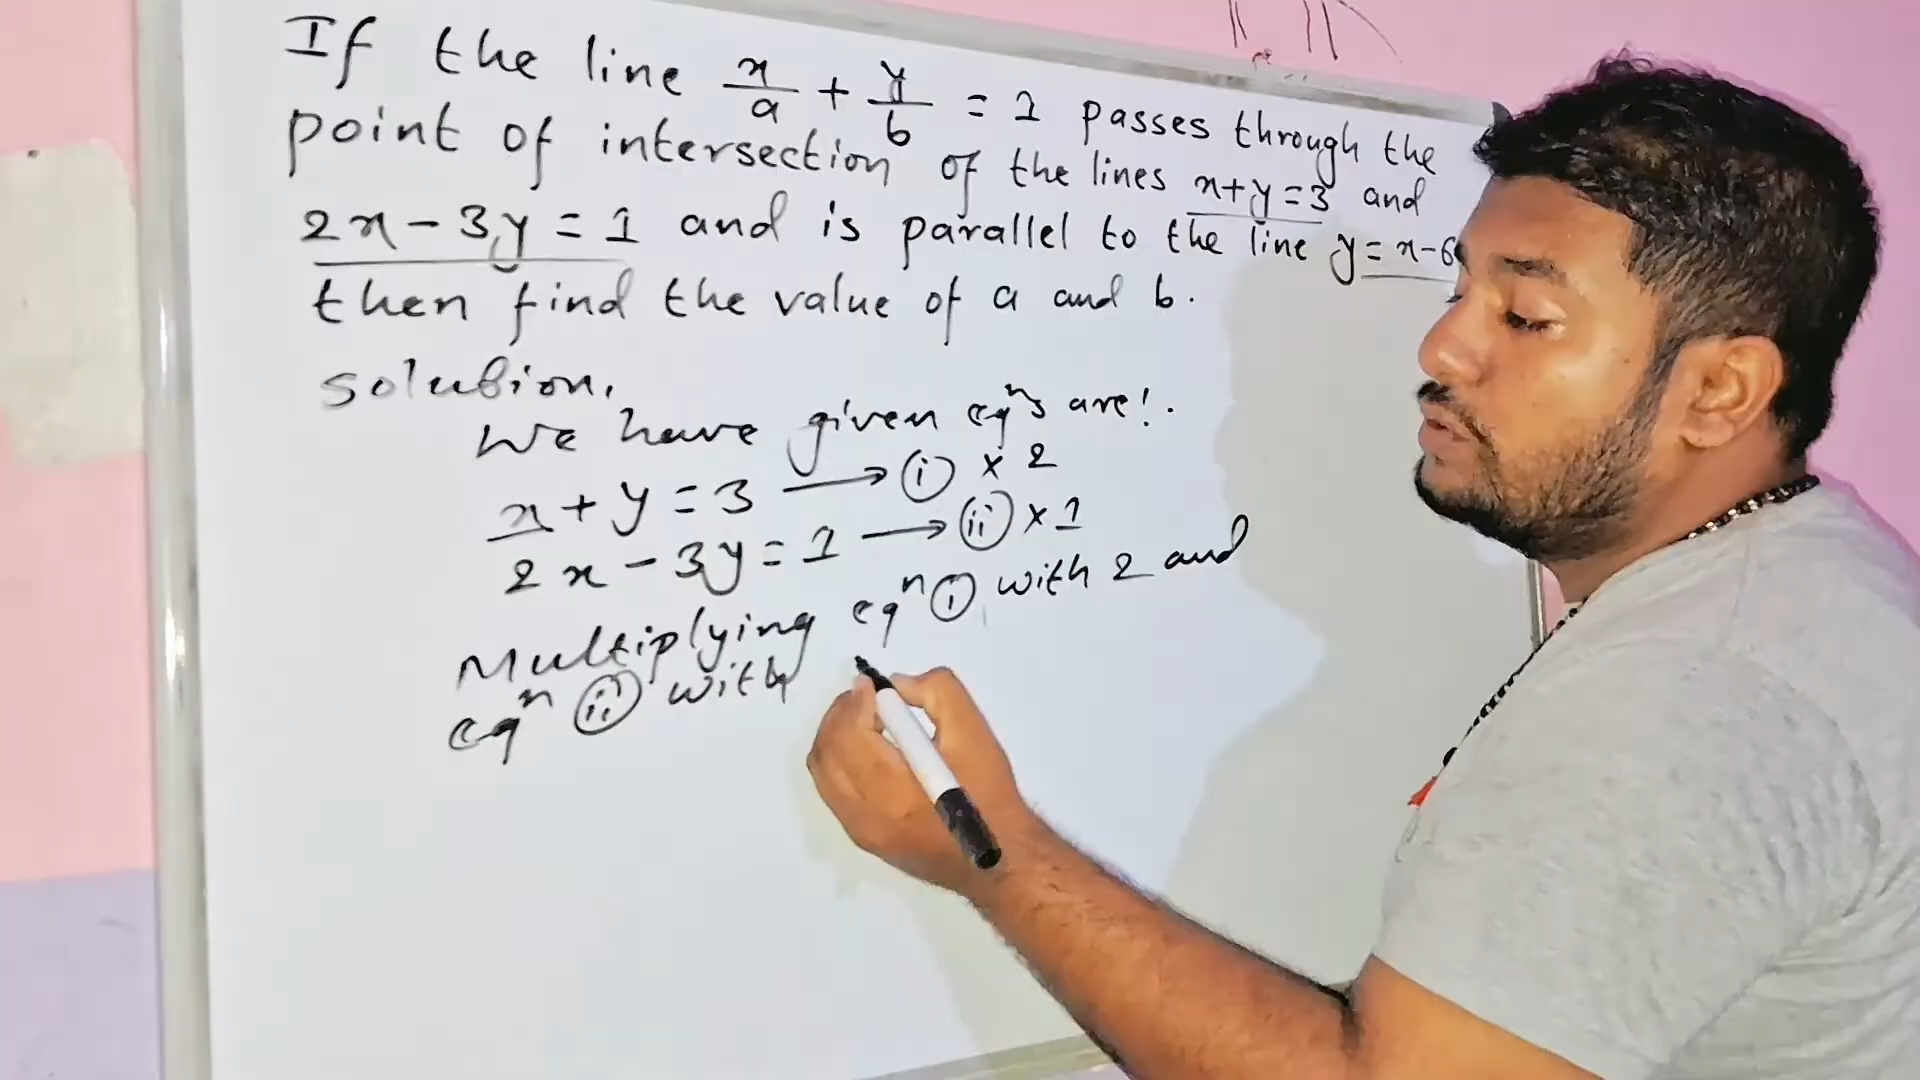 If the line x/a + y/b = 1 passes through the
point of intersection of the lines x+y=3 and
2x-3y=1 and is parallel to the line y=x-6
then find the value of a and b.
solution.
We have given eqⁿs are!.
x+y=3 → (i) × 2
2x-3y=1 → (ii) × 1
Multiplying eqⁿ (i) with 2 and
eqⁿ (ii) with